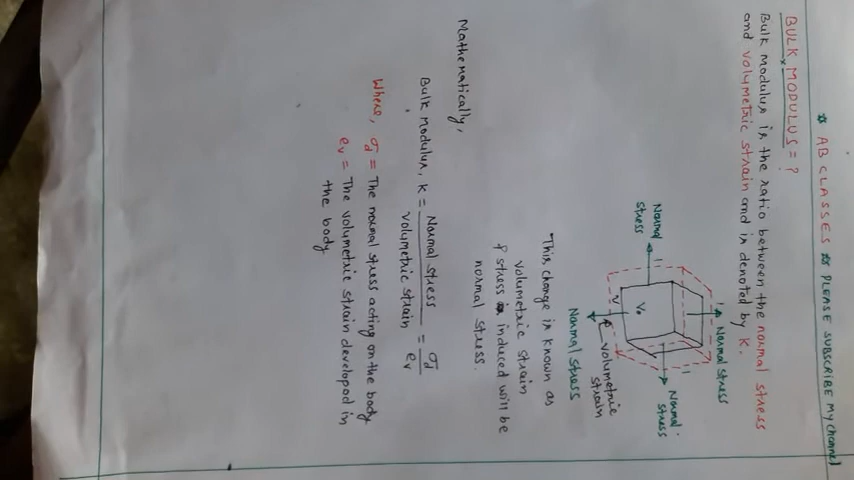 ☆ AB CLASSES ☆ PLEASE SUBSCRIBE MY Channel
BULK MODULUS = ?
Bulk modulus is the ratio between the normal stress
and volumetric strain and is denoted by K.
Normal stress
Normal
stress
Vo
V
Normal
stress
volumetric
strain
Normal stress
This change is known as
volumetric strain
& stress is induced will be
normal stress.
Mathematically,
Bulk modulus, K = Normal stress / volumetric strain = σd / ev
Where, σd = The normal stress acting on the body
ev = The volumetric strain developed in
the body